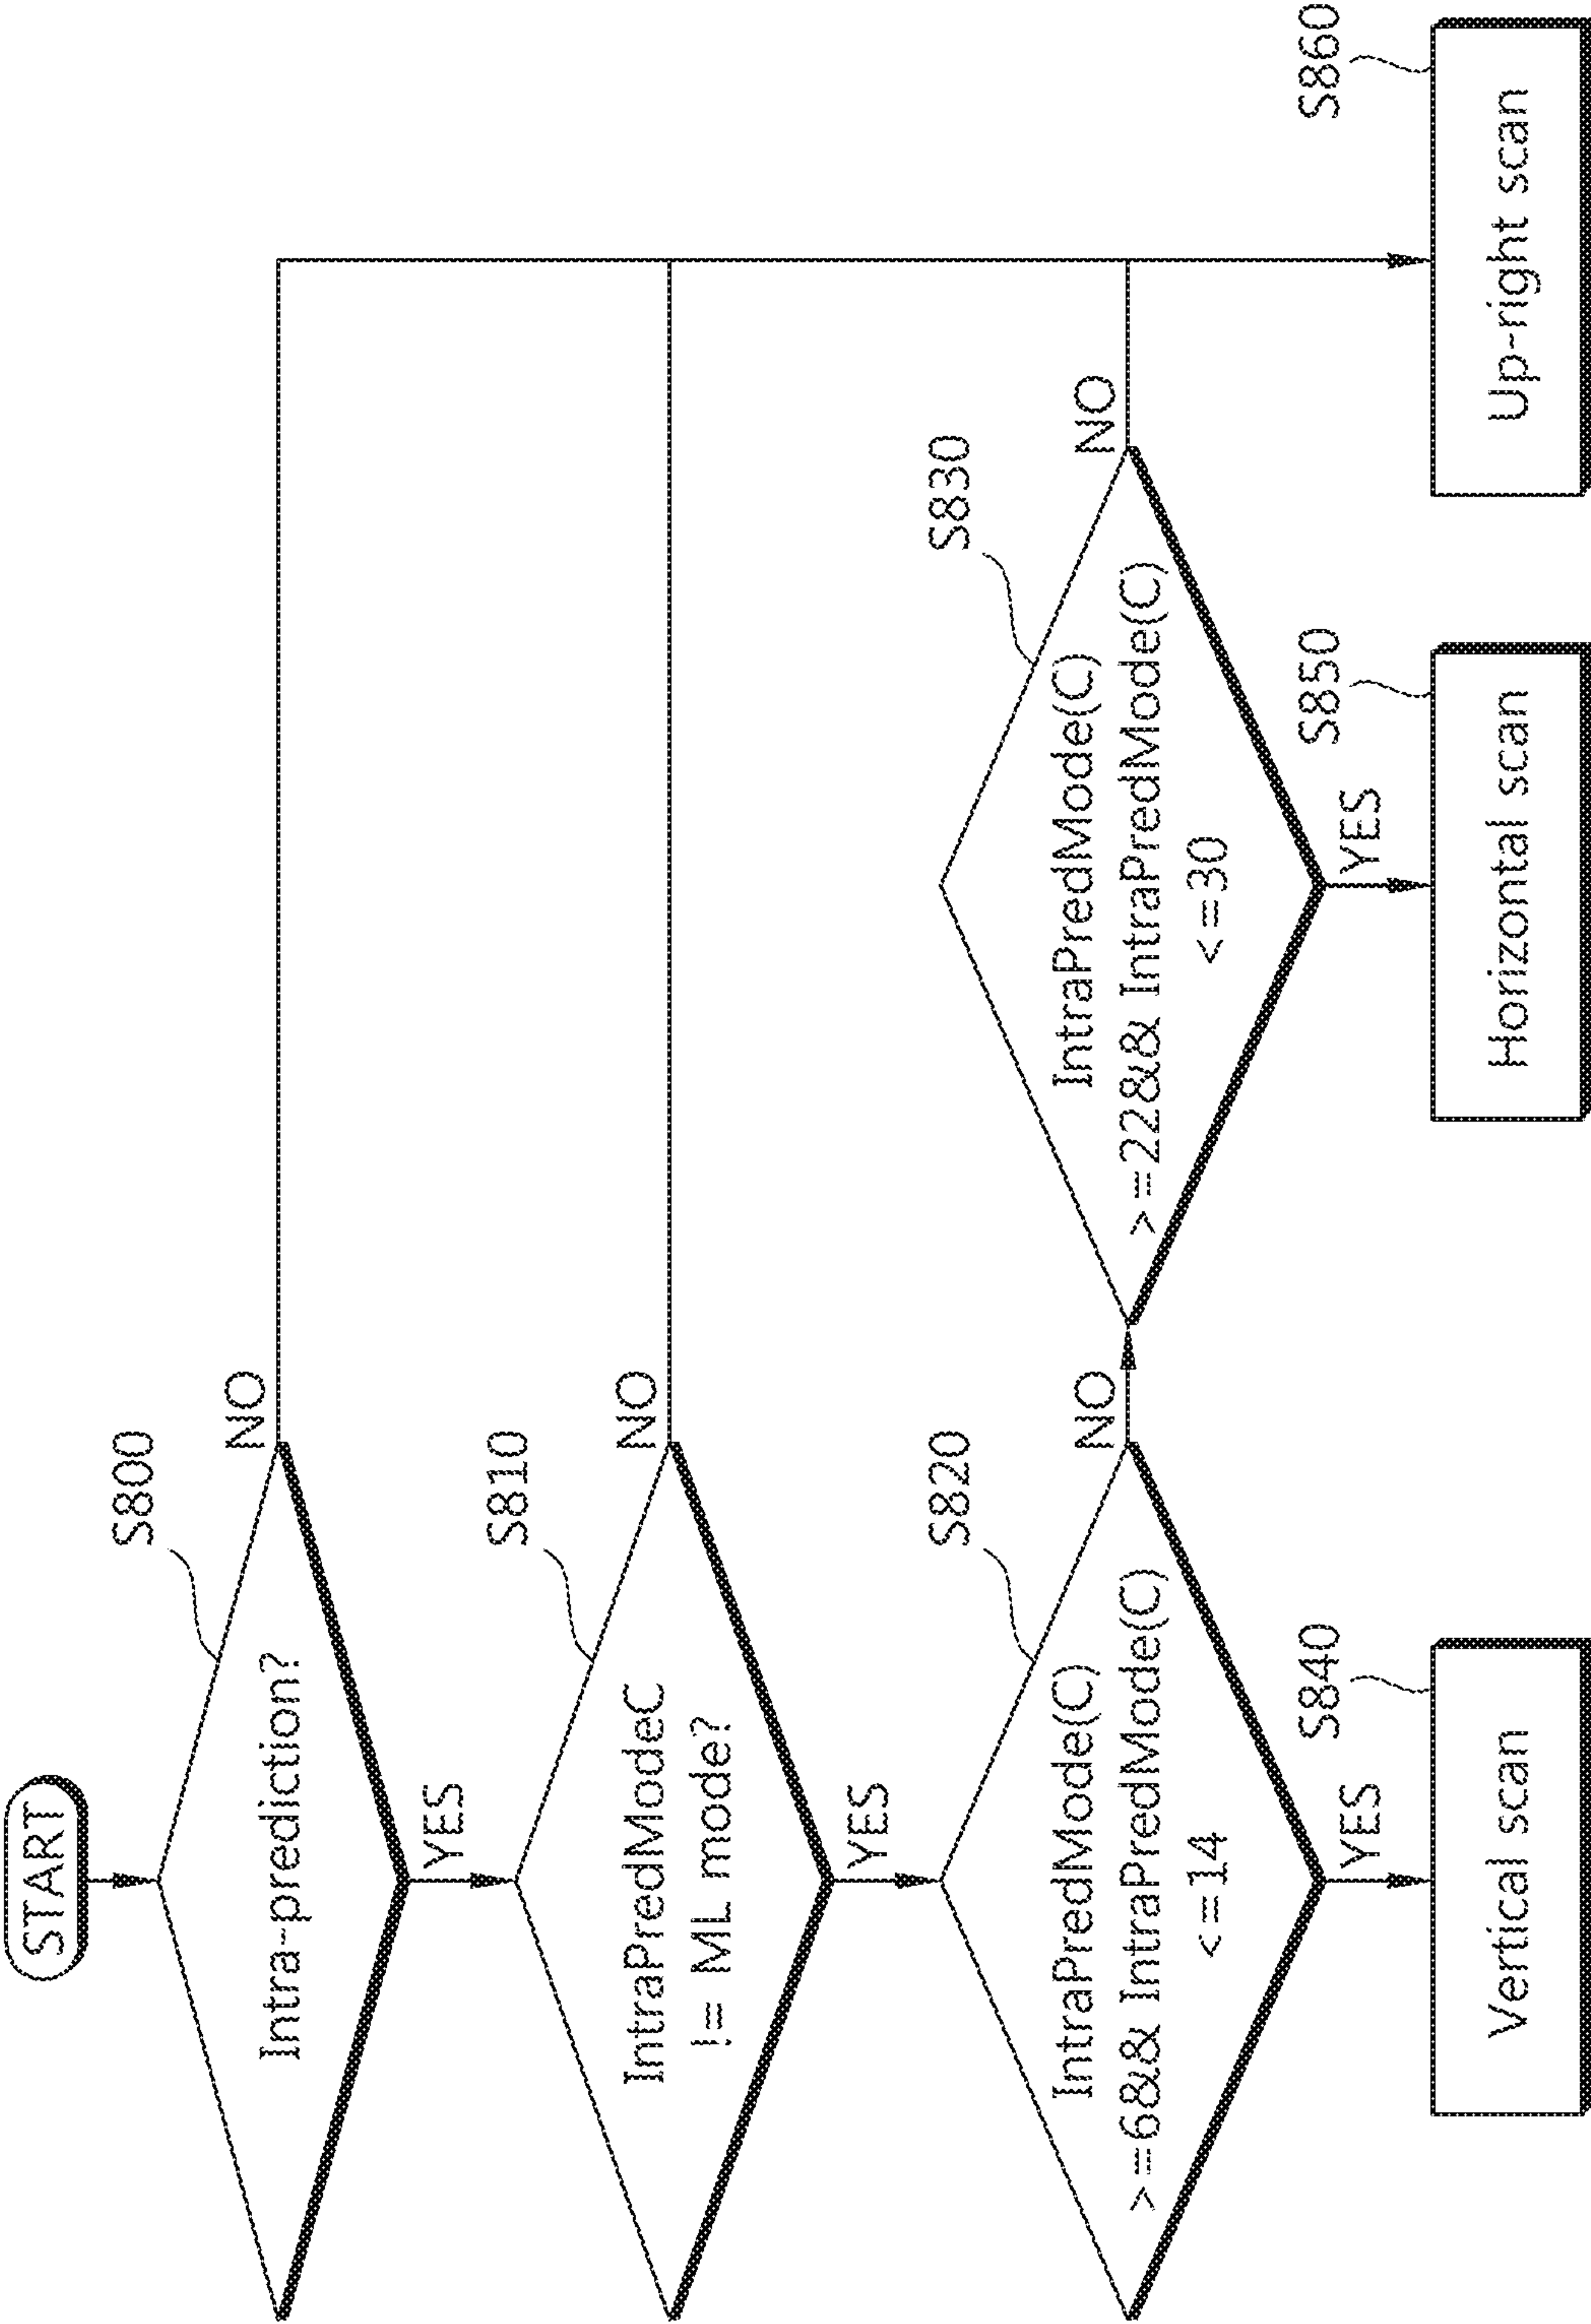 START
S800
Intra-prediction?
NO
YES
S810
IntraPredModeC
!= ML mode?
NO
YES
S820
IntraPredMode(C)
>=6&& IntraPredMode(C)
<=14
NO
YES
S830
IntraPredMode(C)
>=22&& IntraPredMode(C)
<=30
NO
YES
S840
Vertical scan
S850
Horizontal scan
S860
Up-right scan